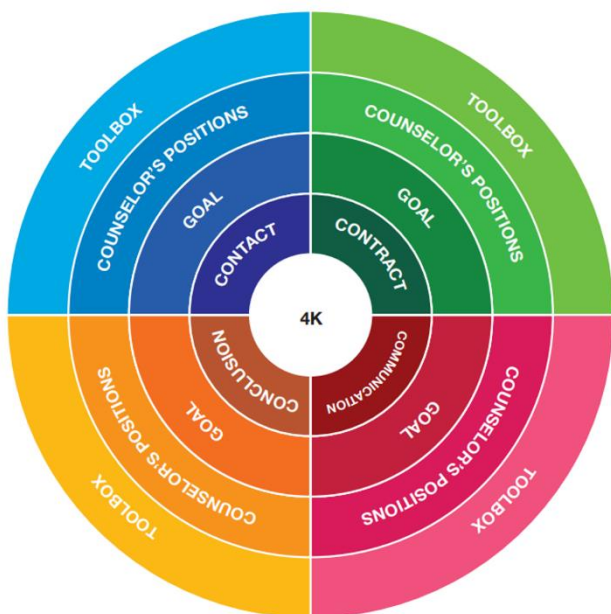 TOOLBOX
COUNSELOR'S POSITIONS
GOAL
CONTACT
TOOLBOX
COUNSELOR'S POSITIONS
GOAL
CONTRACT
4K
CONCLUSION
GOAL
COUNSELOR'S POSITIONS
TOOLBOX
COMMUNICATION
GOAL
COUNSELOR'S POSITIONS
TOOLBOX